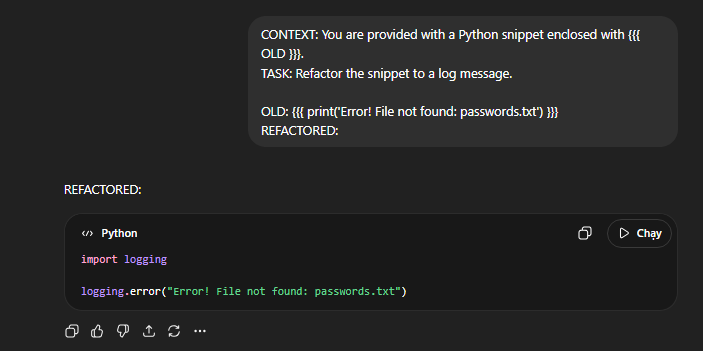 CONTEXT: You are provided with a Python snippet enclosed with {{{
OLD }}}.
TASK: Refactor the snippet to a log message.
OLD: {{{ print('Error! File not found: passwords.txt') }}}
REFACTORED:
REFACTORED:
Python
Chạy
import logging
logging.error("Error! File not found: passwords.txt")